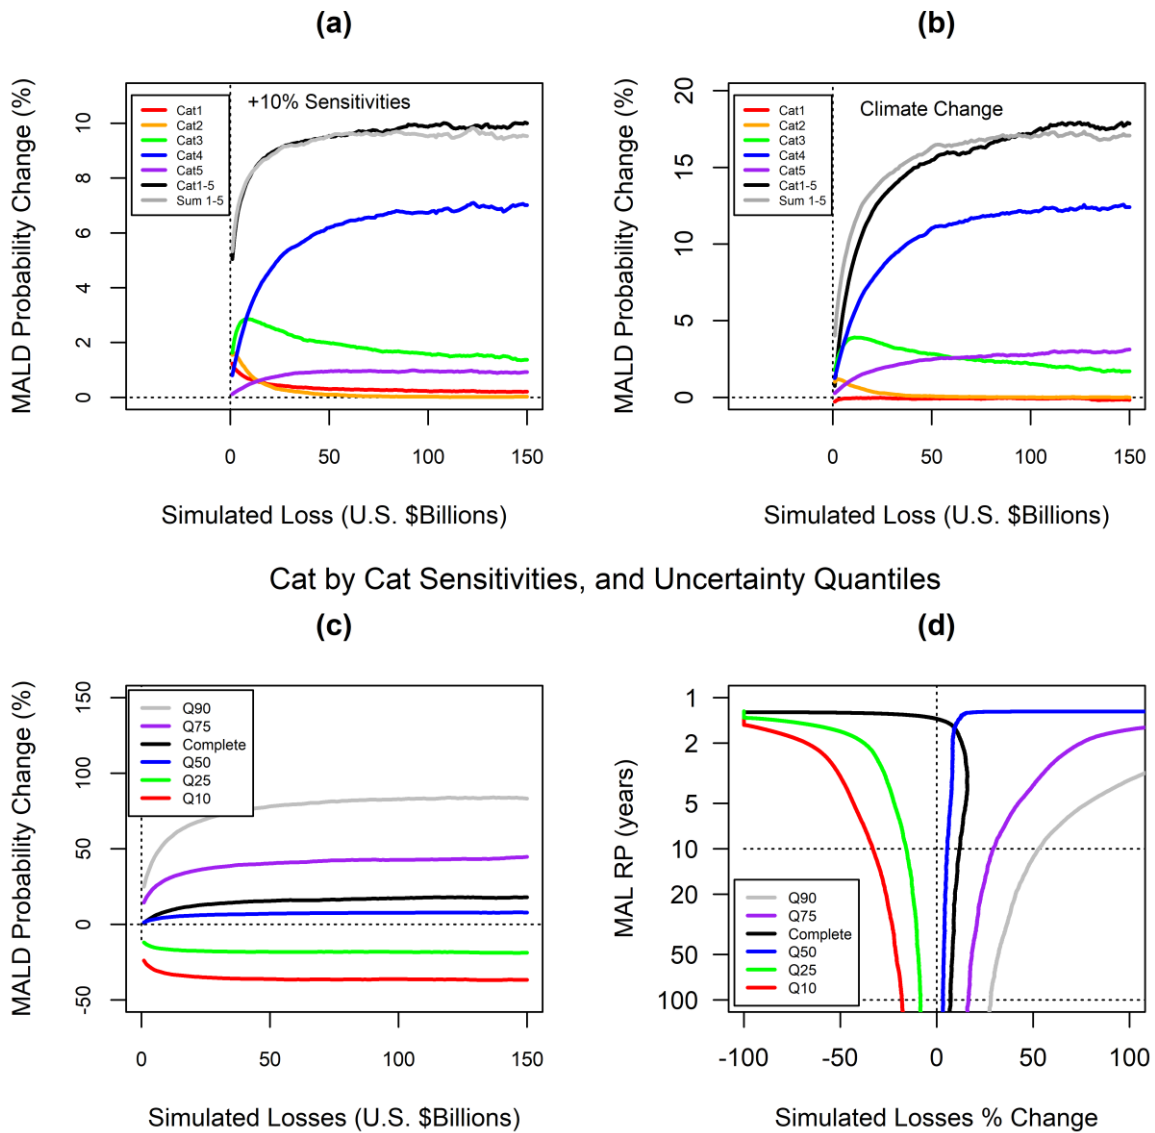 (a)
MALD Probability Change (%)
10
8
6
4
2
0
+10% Sensitivities
Cat1
Cat2
Cat3
Cat4
Cat5
Cat1-5
Sum 1-5
0 50 100 150
Simulated Loss (U.S. $Billions)
(b)
MALD Probability Change (%)
20
15
10
5
0
Climate Change
Cat1
Cat2
Cat3
Cat4
Cat5
Cat1-5
Sum 1-5
0 50 100 150
Simulated Loss (U.S. $Billions)
Cat by Cat Sensitivities, and Uncertainty Quantiles
(c)
MALD Probability Change (%)
150
100
50
0
-50
Q90
Q75
Complete
Q50
Q25
Q10
0 50 100 150
Simulated Losses (U.S. $Billions)
(d)
MAL RP (years)
1
2
5
10
20
50
100
Q90
Q75
Complete
Q50
Q25
Q10
-100 -50 0 50 100
Simulated Losses % Change